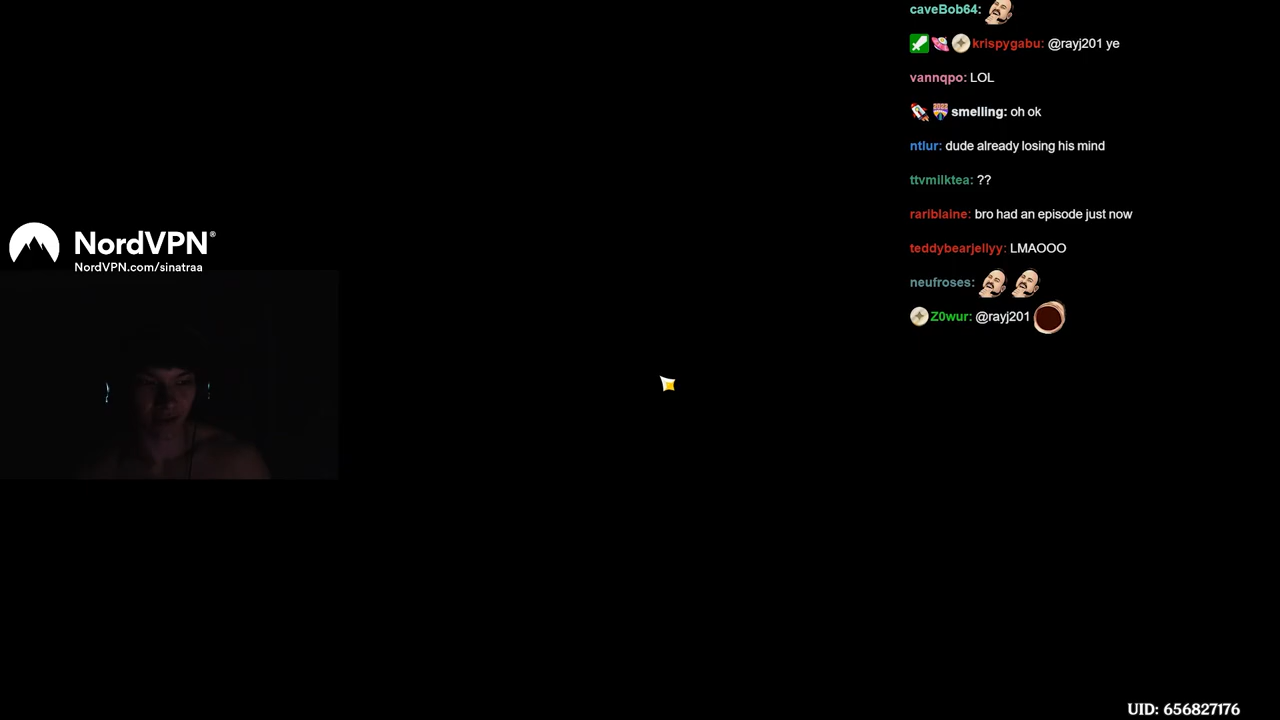 caveBob64:
krispygabu: @rayj201 ye
vannqpo: LOL
smelling: oh ok
ntlur: dude already losing his mind
ttvmilktea: ??
rariblaine: bro had an episode just now
teddybearjellyy: LMAOOO
neufroses:
Z0wur: @rayj201
NordVPN®
NordVPN.com/sinatraa
UID: 656827176